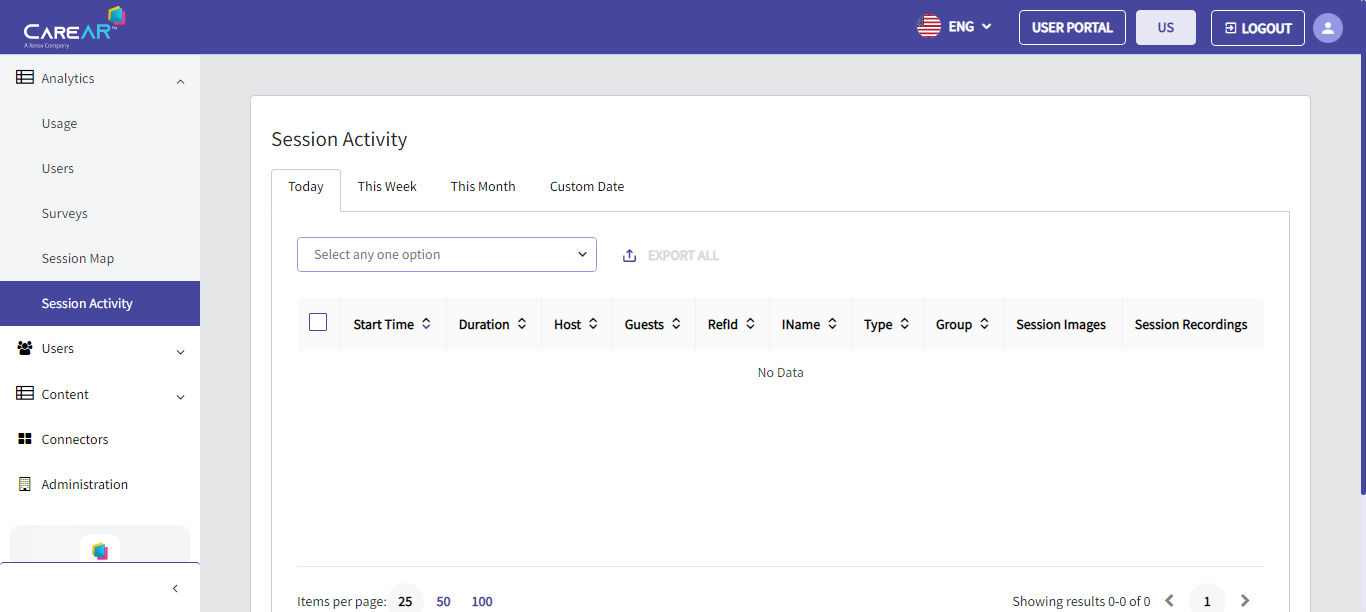 CAREAR™
A Xerox Company
ENG
USER PORTAL
US
LOGOUT
Analytics
Usage
Users
Surveys
Session Map
Session Activity
Users
Content
Connectors
Administration
Session Activity
Today This Week This Month Custom Date
Select any one option
EXPORT ALL
Start Time Duration Host Guests RefId IName Type Group Session Images Session Recordings
No Data
Items per page: 25 50 100
Showing results 0-0 of 0 1